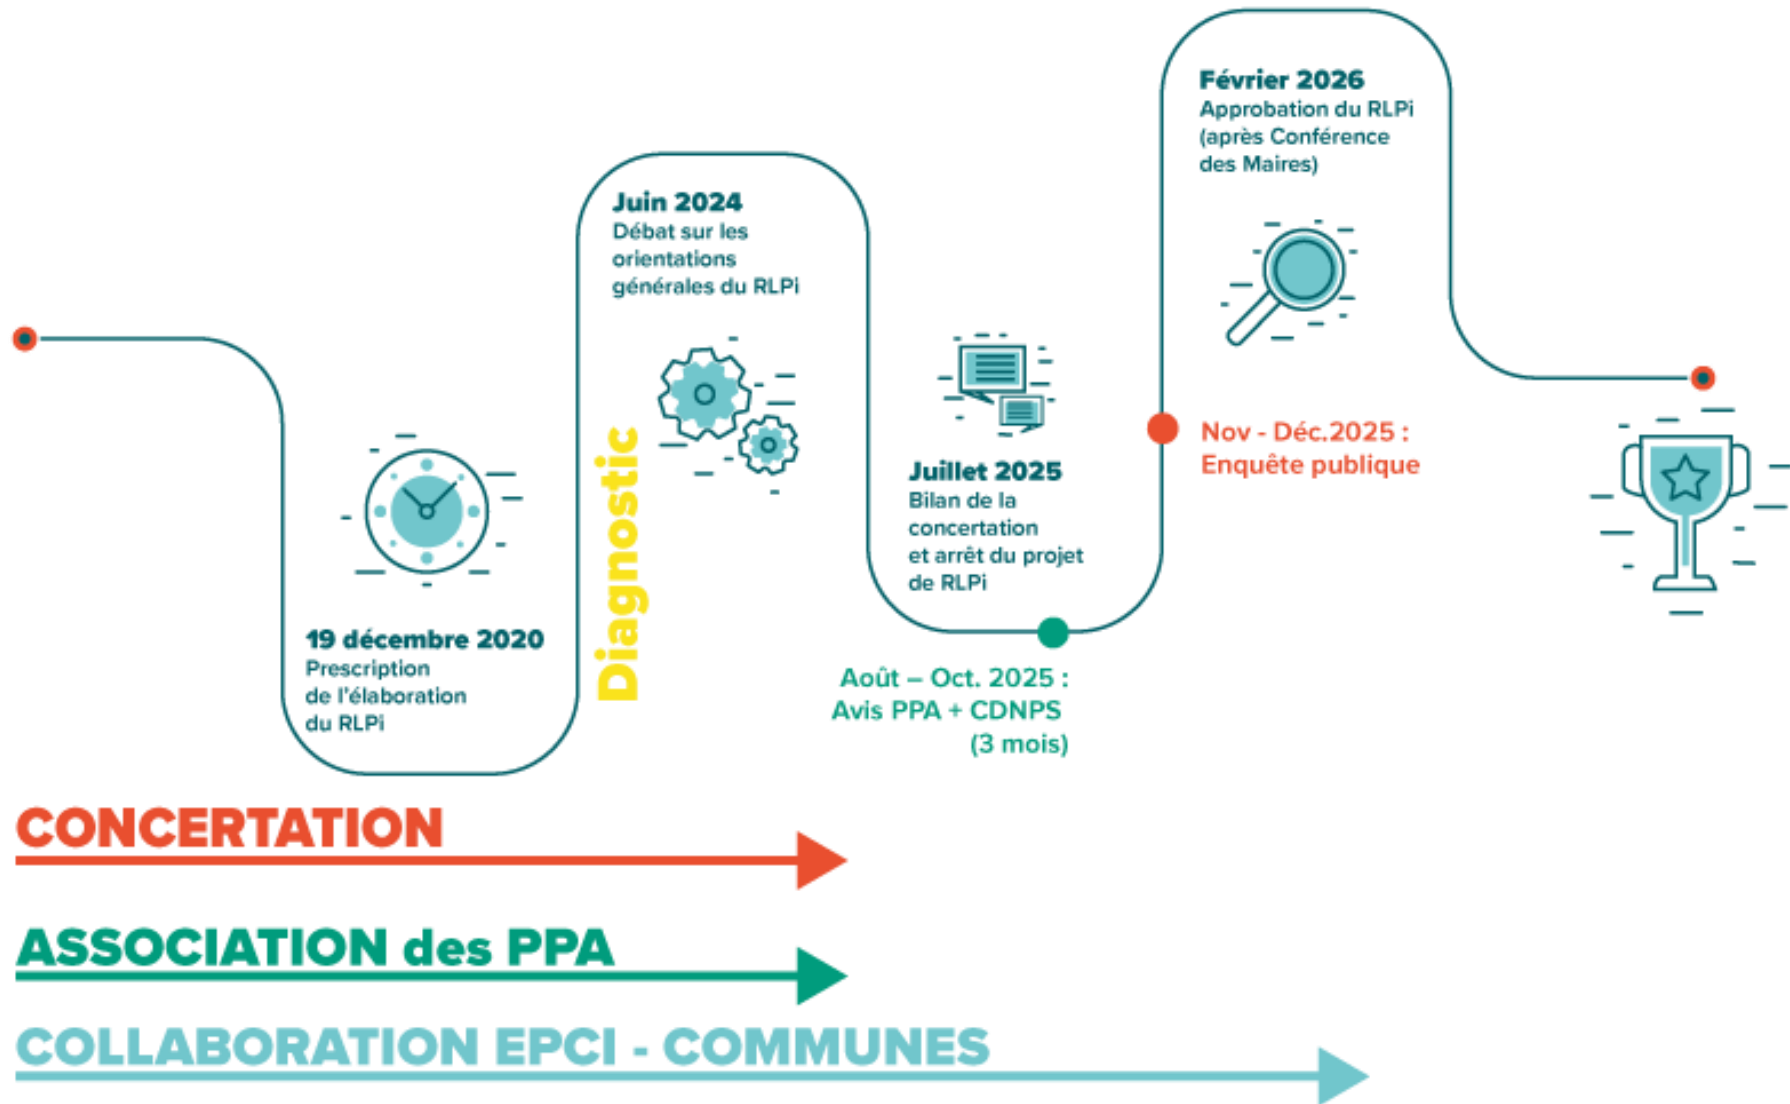 19 décembre 2020
Prescription
de l'élaboration
du RLPi
Diagnostic
Juin 2024
Débat sur les
orientations
générales du RLPi
Juillet 2025
Bilan de la
concertation
et arrêt du projet
de RLPi
Août – Oct. 2025 :
Avis PPA + CDNPS
(3 mois)
Nov - Déc.2025 :
Enquête publique
Février 2026
Approbation du RLPi
(après Conférence
des Maires)
CONCERTATION
ASSOCIATION des PPA
COLLABORATION EPCI - COMMUNES